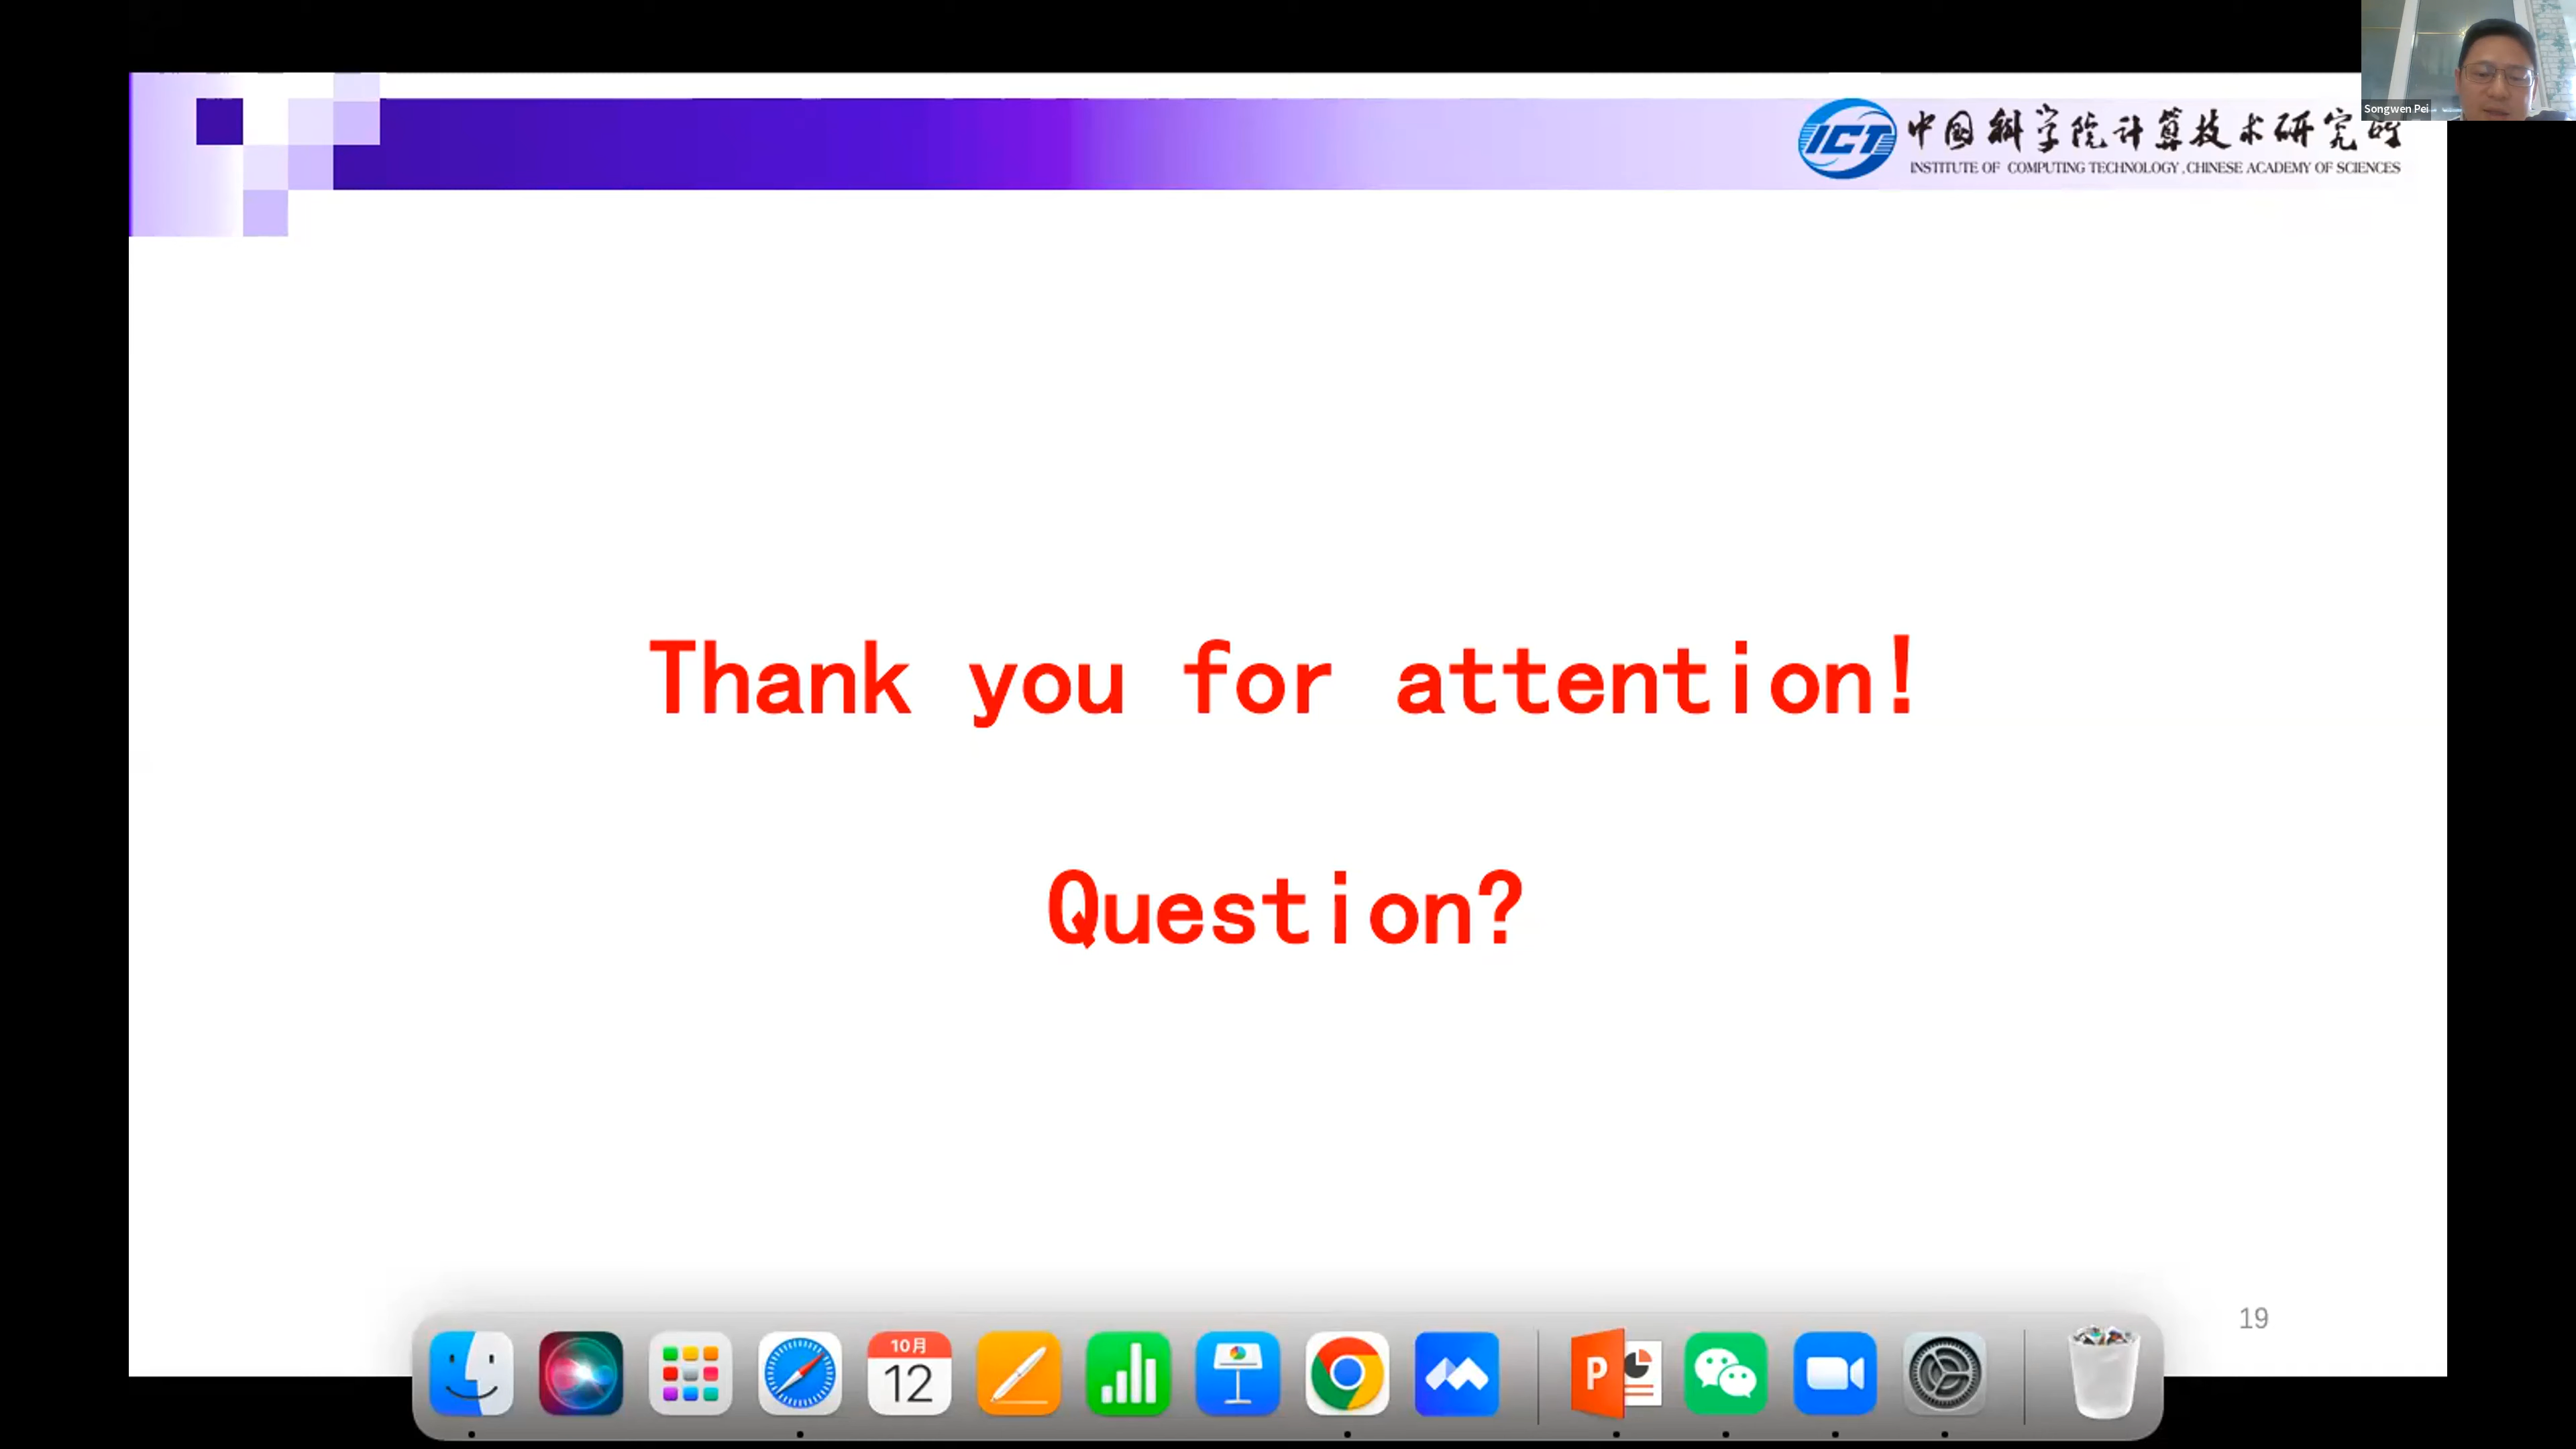 Songwen Pei
ICT 中国科学院计算技术研究所
INSTITUTE OF COMPUTING TECHNOLOGY, CHINESE ACADEMY OF SCIENCES
Thank you for attention!
Question?
19
10月
12
P